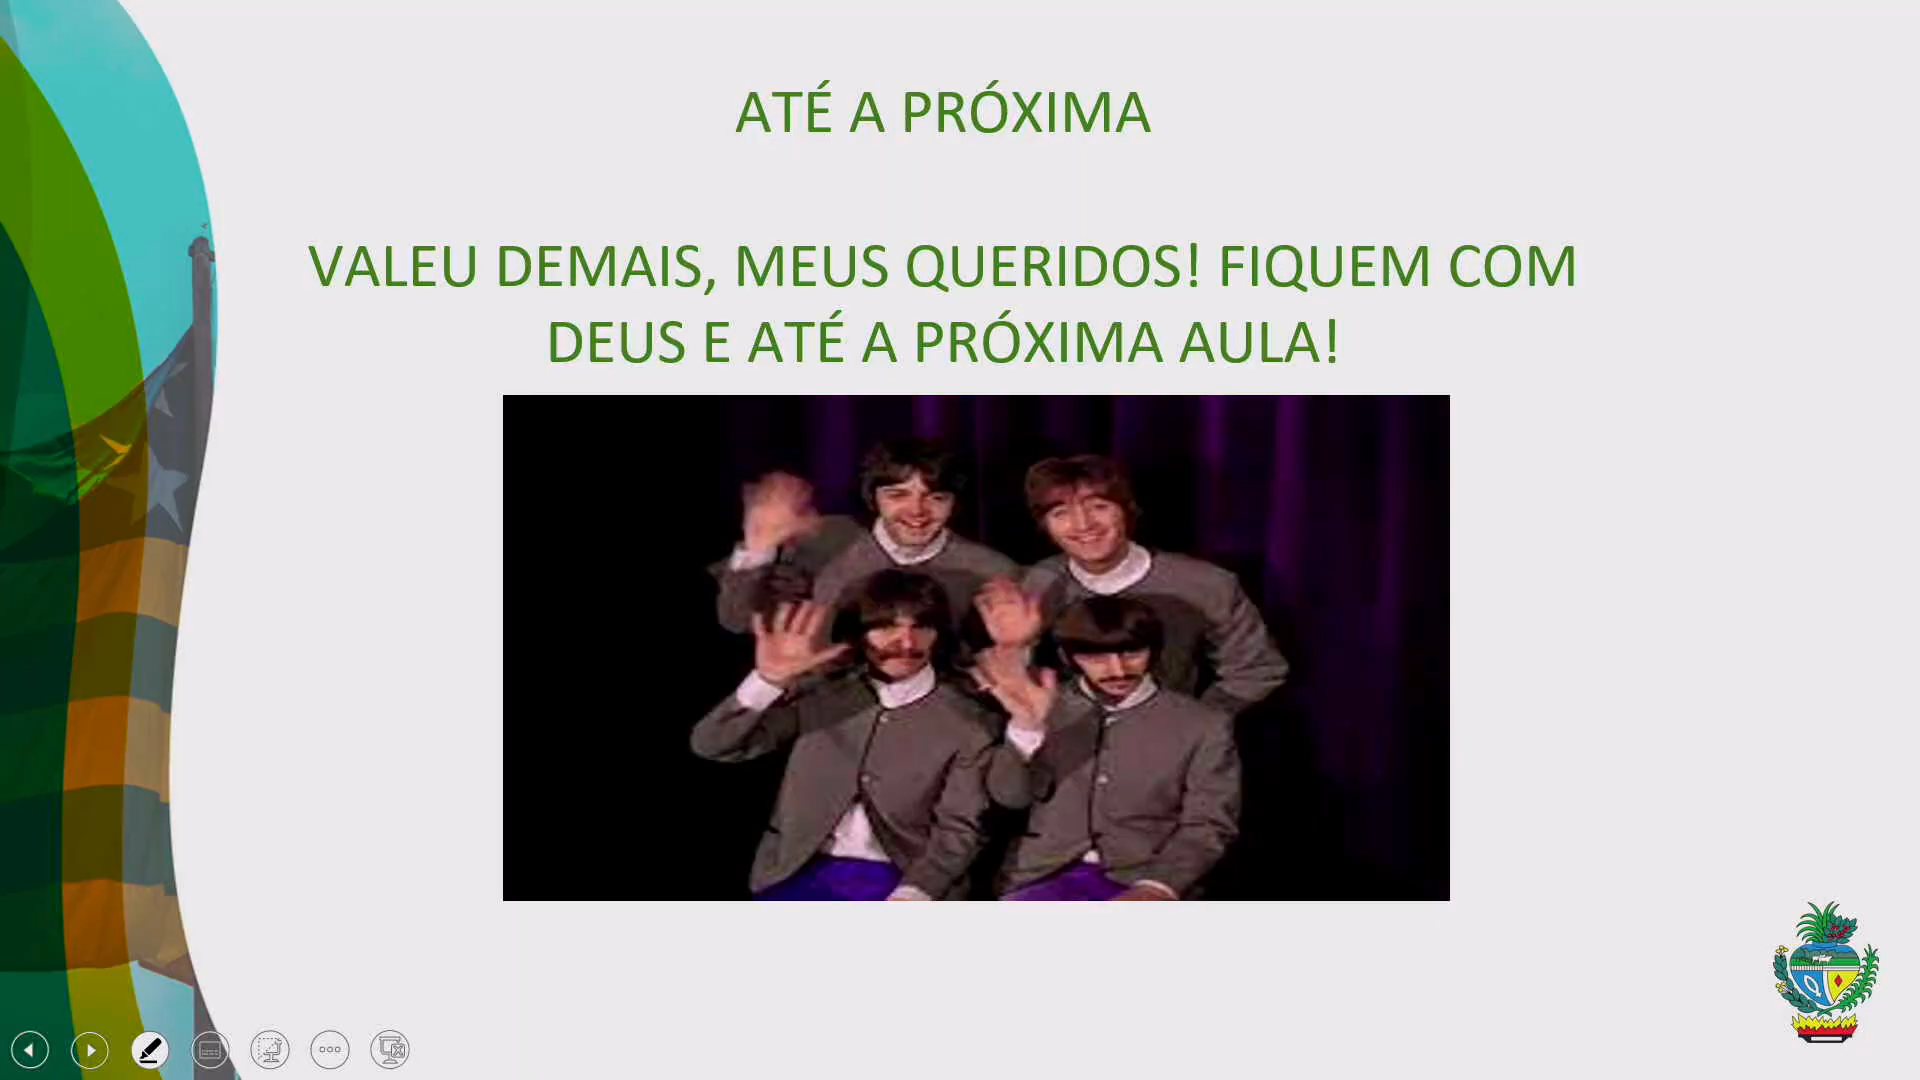 ATÉ A PRÓXIMA
VALEU DEMAIS, MEUS QUERIDOS! FIQUEM COM
DEUS E ATÉ A PRÓXIMA AULA!